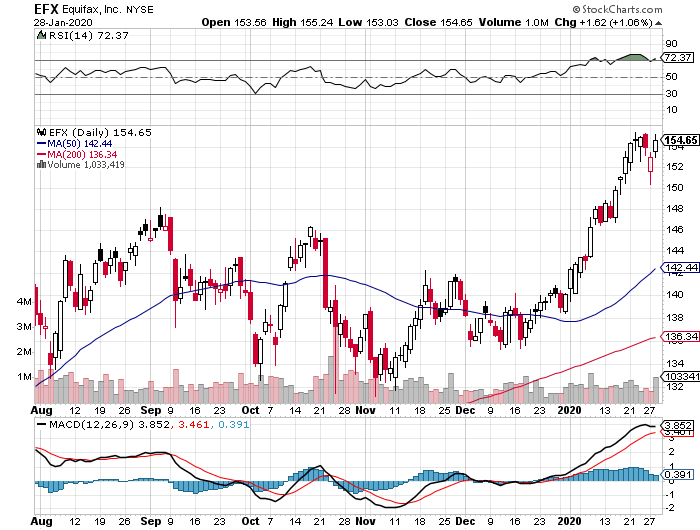 EFX Equifax, Inc. NYSE
© StockCharts.com
28-Jan-2020
Open 153.56 High 155.24 Low 153.03 Close 154.65 Volume 1.0M Chg +1.62 (+1.06%)
RSI(14) 72.37
90
72.37
50
30
10
EFX (Daily) 154.65
MA(50) 142.44
MA(200) 136.34
Volume 1,033,419
154.65
154
152
150
148
146
144
142.44
140
138
136.34
134
132
4M
3M
2M
1M
Aug 12 19 26 Sep 9 16 23 Oct 7 14 21 28 Nov 11 18 25 Dec 9 16 23 2020 13 21 27
MACD(12,26,9) 3.852, 3.461, 0.391
3.852
3.461
2
1
0.391
-1
-2
Aug 12 19 26 Sep 9 16 23 Oct 7 14 21 28 Nov 11 18 25 Dec 9 16 23 2020 13 21 27